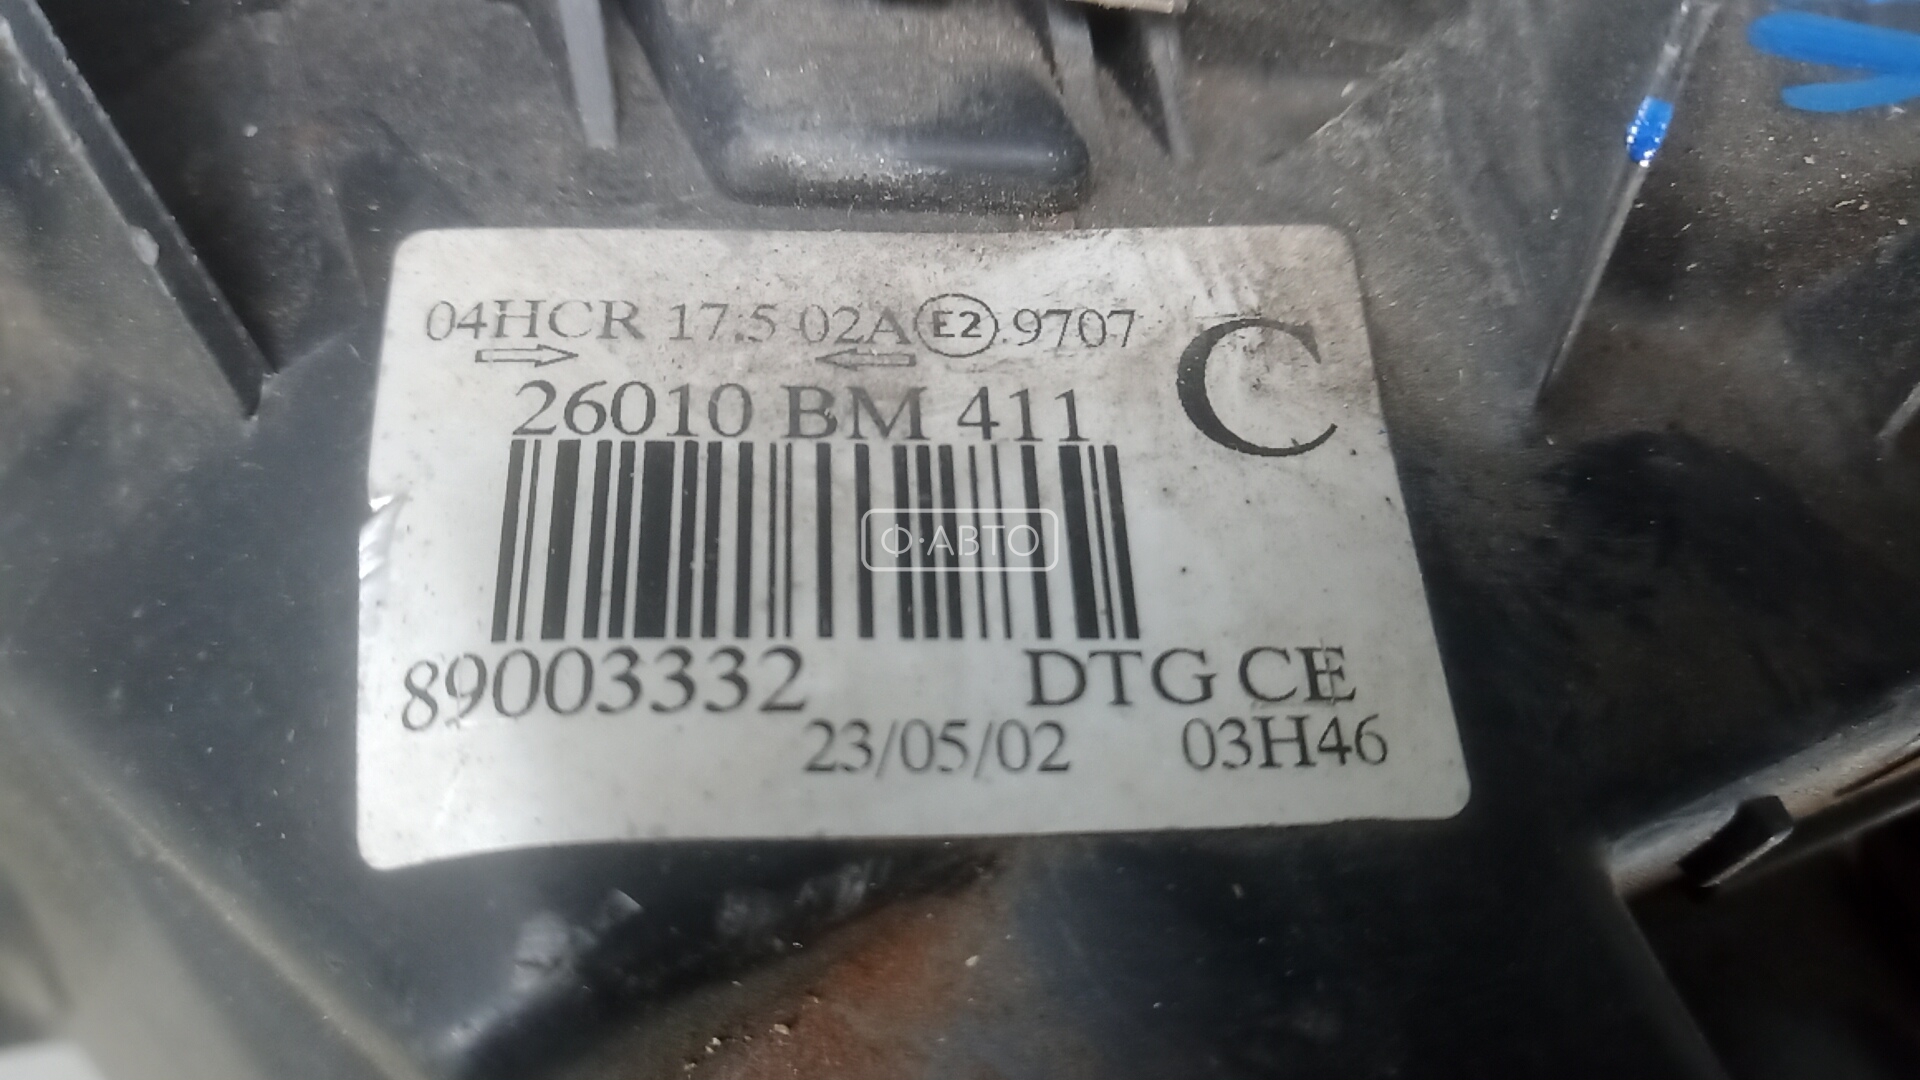 04HCR 17.5 02A E2 .9707
C
26010 BM 411
Ф·АВТО
89003332 DTG CE
23/05/02 03H46